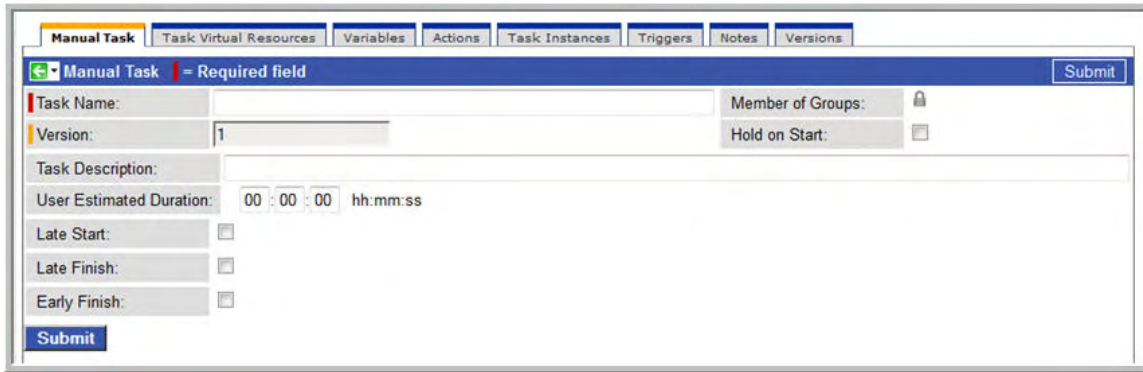 Manual Task Task Virtual Resources Variables Actions Task Instances Triggers Notes Versions
Manual Task = Required field Submit
Task Name: Member of Groups:
Version: 1 Hold on Start:
Task Description:
User Estimated Duration: 00 : 00 : 00 hh:mm:ss
Late Start:
Late Finish:
Early Finish:
Submit